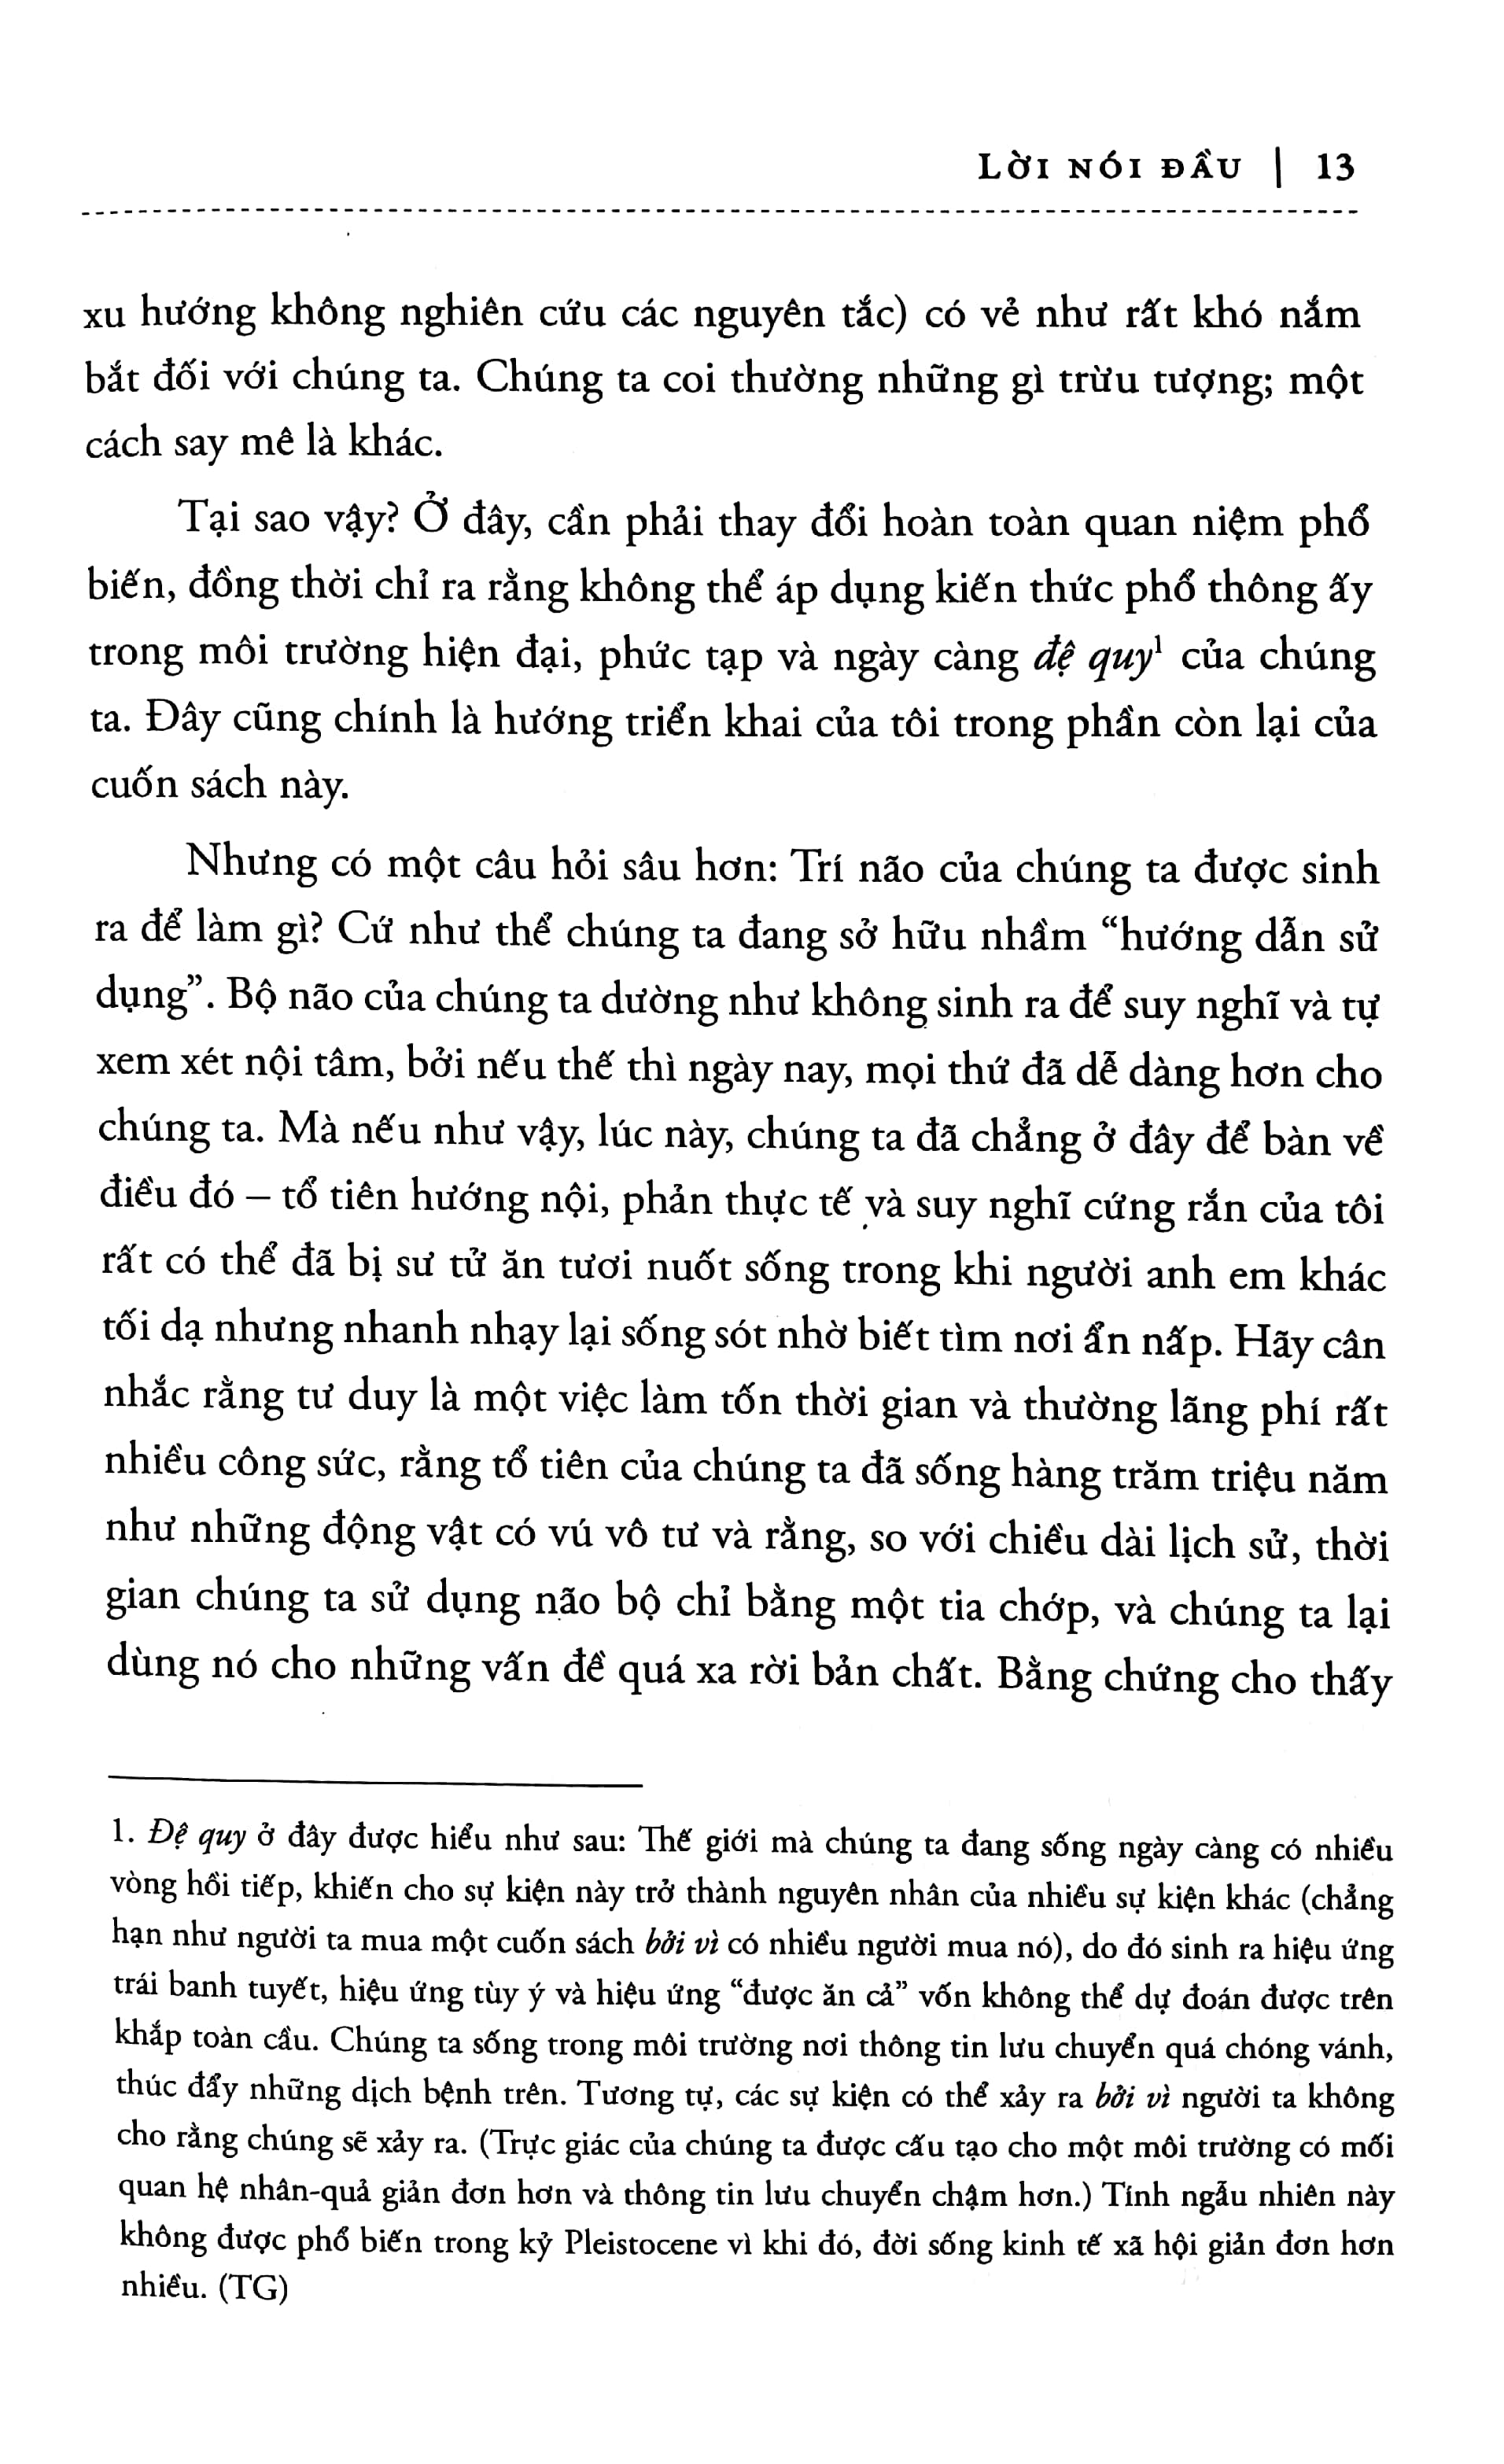 LỜI NÓI ĐẦU | 13
xu hướng không nghiên cứu các nguyên tắc) có vẻ như rất khó nắm
bắt đối với chúng ta. Chúng ta coi thường những gì trừu tượng; một
cách say mê là khác.
Tại sao vậy? Ở đây, cần phải thay đổi hoàn toàn quan niệm phổ
biến, đồng thời chỉ ra rằng không thể áp dụng kiến thức phổ thông ấy
trong môi trường hiện đại, phức tạp và ngày càng đệ quy¹ của chúng
ta. Đây cũng chính là hướng triển khai của tôi trong phần còn lại của
cuốn sách này.
Nhưng có một câu hỏi sâu hơn: Trí não của chúng ta được sinh
ra để làm gì? Cứ như thể chúng ta đang sở hữu nhầm “hướng dẫn sử
dụng”. Bộ não của chúng ta dường như không sinh ra để suy nghĩ và tự
xem xét nội tâm, bởi nếu thế thì ngày nay, mọi thứ đã dễ dàng hơn cho
chúng ta. Mà nếu như vậy, lúc này, chúng ta đã chẳng ở đây để bàn về
điều đó – tổ tiên hướng nội, phản thực tế và suy nghĩ cứng rắn của tôi
rất có thể đã bị sư tử ăn tươi nuốt sống trong khi người anh em khác
tối dạ nhưng nhanh nhạy lại sống sót nhờ biết tìm nơi ẩn nấp. Hãy cân
nhắc rằng tư duy là một việc làm tốn thời gian và thường lãng phí rất
nhiều công sức, rằng tổ tiên của chúng ta đã sống hàng trăm triệu năm
như những động vật có vú vô tư và rằng, so với chiều dài lịch sử, thời
gian chúng ta sử dụng não bộ chỉ bằng một tia chớp, và chúng ta lại
dùng nó cho những vấn đề quá xa rời bản chất. Bằng chứng cho thấy
1. Đệ quy ở đây được hiểu như sau: Thế giới mà chúng ta đang sống ngày càng có nhiều
vòng hồi tiếp, khiến cho sự kiện này trở thành nguyên nhân của nhiều sự kiện khác (chẳng
hạn như người ta mua một cuốn sách bởi vì có nhiều người mua nó), do đó sinh ra hiệu ứng
trái banh tuyết, hiệu ứng tùy ý và hiệu ứng “được ăn cả” vốn không thể dự đoán được trên
khắp toàn cầu. Chúng ta sống trong môi trường nơi thông tin lưu chuyển quá chóng vánh,
thúc đẩy những dịch bệnh trên. Tương tự, các sự kiện có thể xảy ra bởi vì người ta không
cho rằng chúng sẽ xảy ra. (Trực giác của chúng ta được cấu tạo cho một môi trường có mối
quan hệ nhân-quả giản đơn hơn và thông tin lưu chuyển chậm hơn.) Tính ngẫu nhiên này
không được phổ biến trong kỷ Pleistocene vì khi đó, đời sống kinh tế xã hội giản đơn hơn
nhiều. (TG)